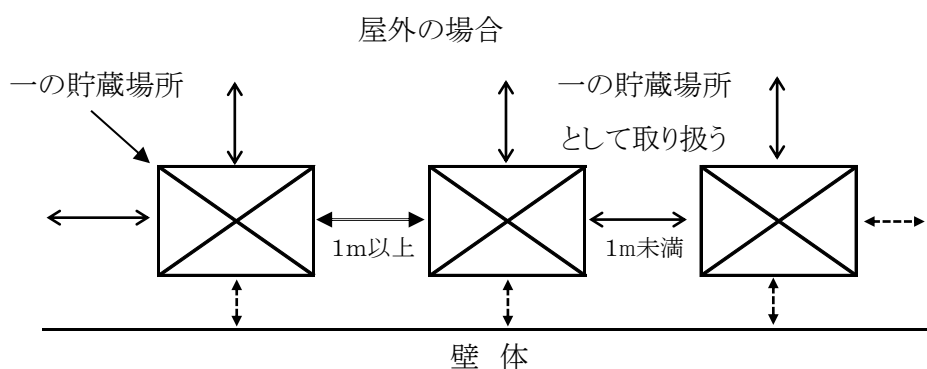 屋外の場合
一の貯蔵場所
一の貯蔵場所
として取り扱う
1m以上
1m未満
壁 体